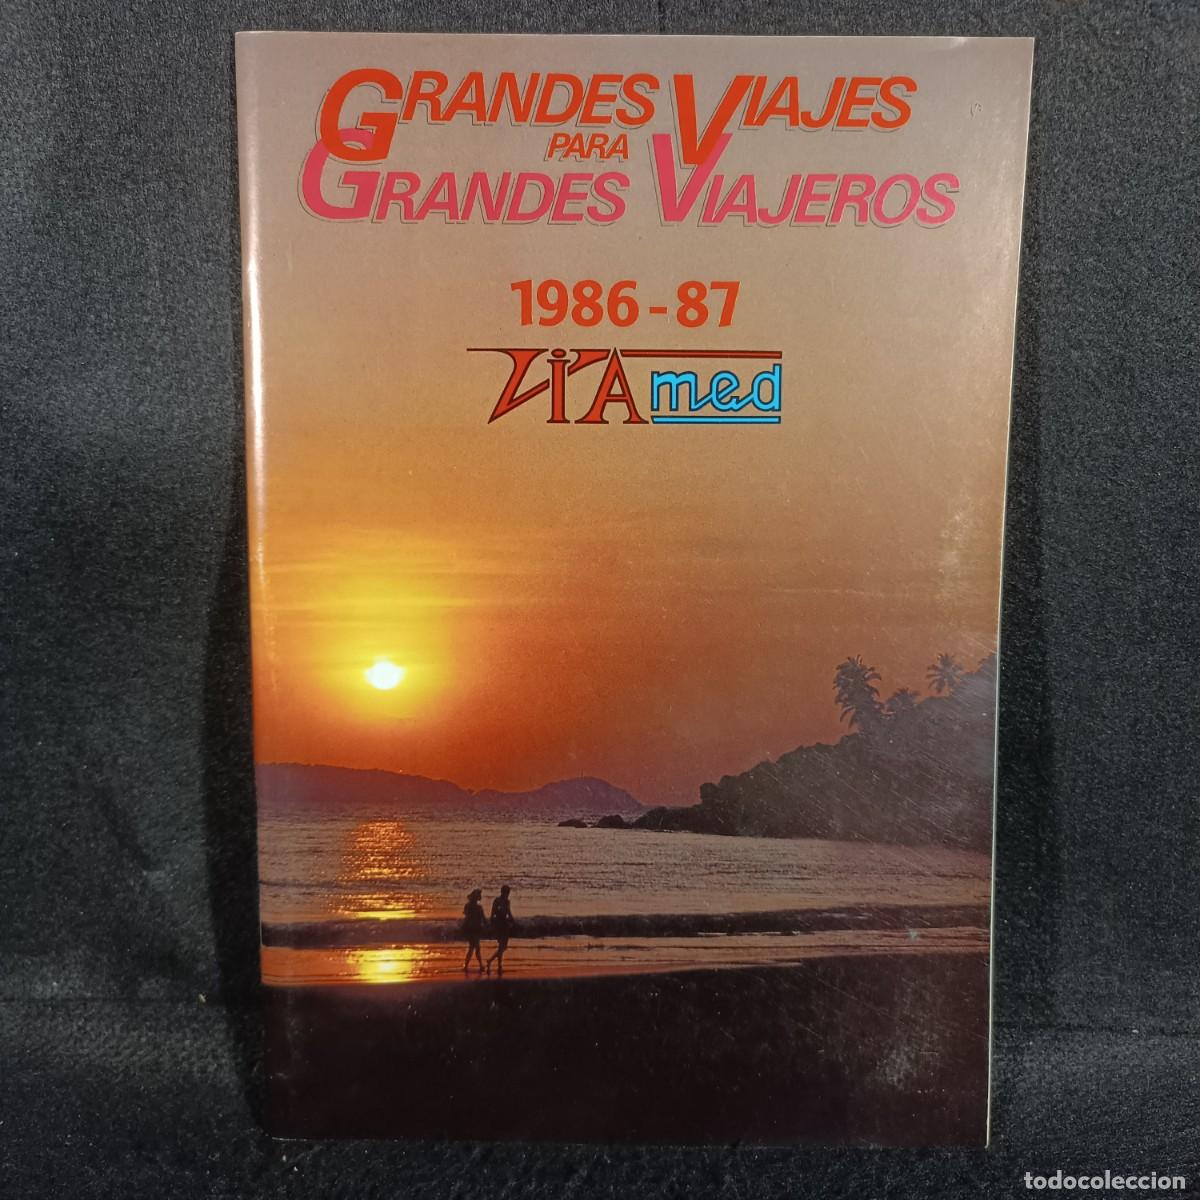 GRANDES VIAJES
PARA
GRANDES VIAJEROS
1986-87
VIAmed
todocoleccion